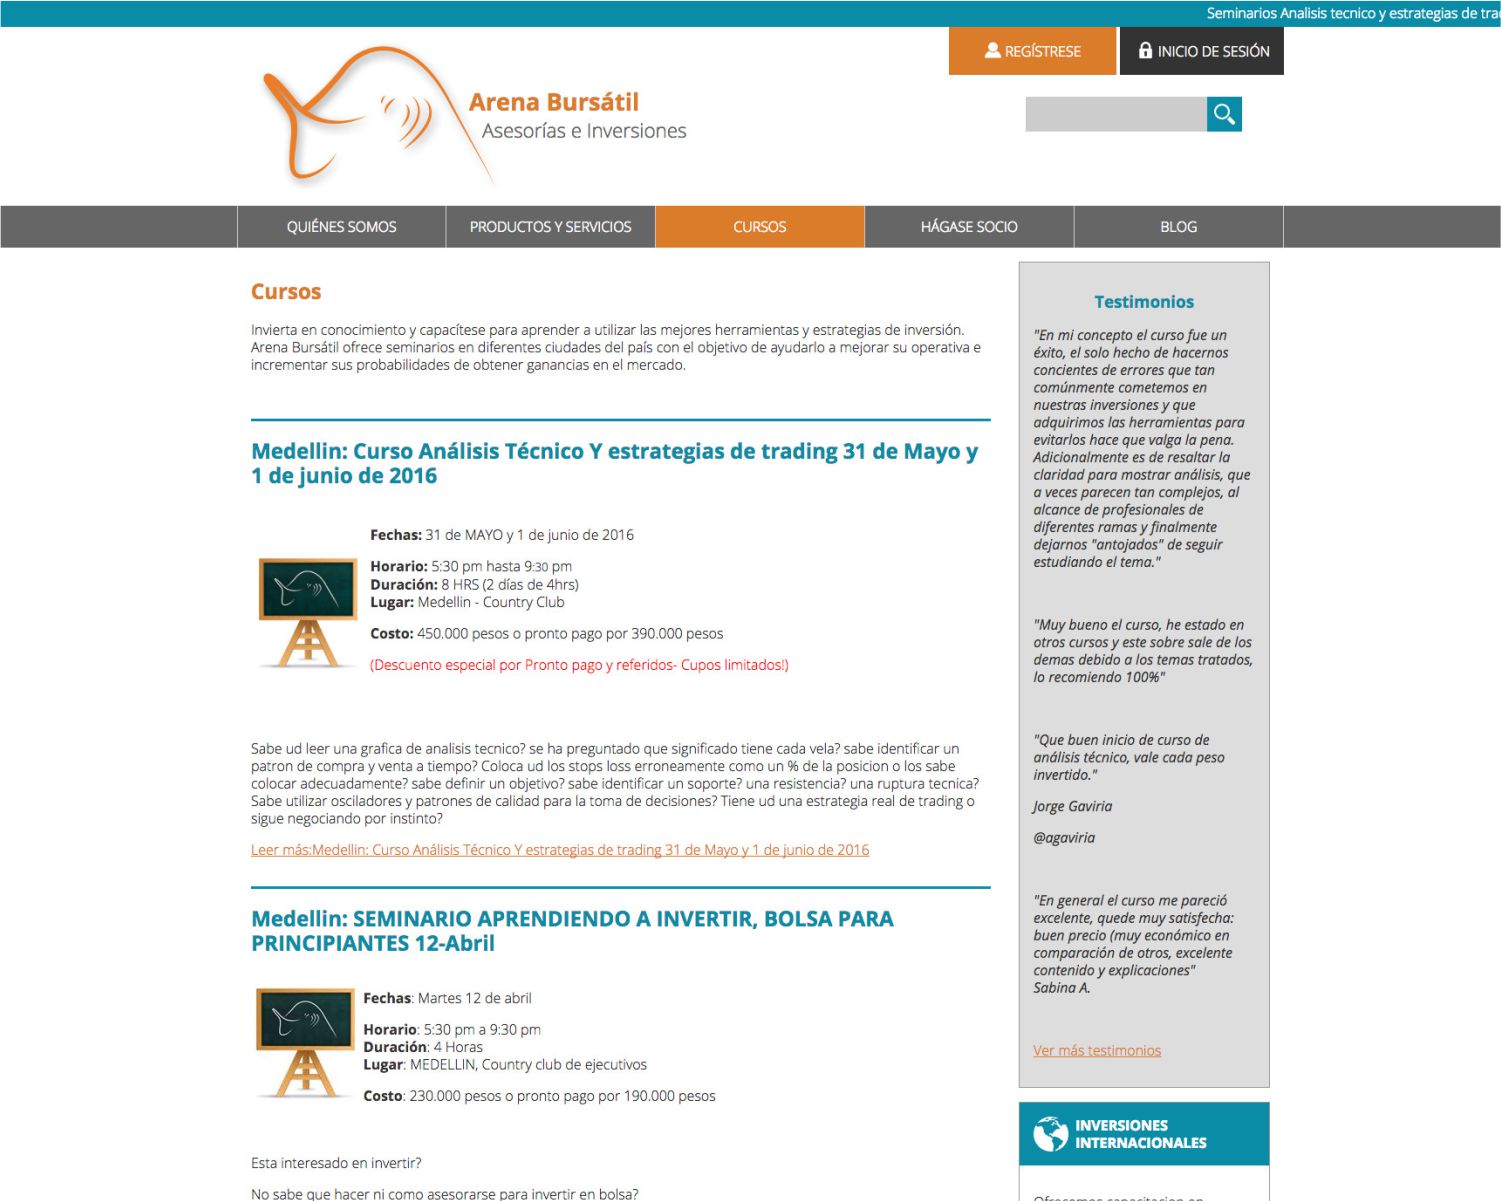 Seminarios Analisis tecnico y estrategias de
REGÍSTRESE
INICIO DE SESIÓN
Arena Bursátil
Asesorías e Inversiones
QUIÉNES SOMOS
PRODUCTOS Y SERVICIOS
CURSOS
HÁGASE SOCIO
BLOG
Cursos
Invierta en conocimiento y capacítese para aprender a utilizar las mejores herramientas y estrategias de inversión.
Arena Bursátil ofrece seminarios en diferentes ciudades del país con el objetivo de ayudarlo a mejorar su operativa e
incrementar sus probabilidades de obtener ganancias en el mercado.
Medellin: Curso Análisis Técnico Y estrategias de trading 31 de Mayo y
1 de junio de 2016
Fechas: 31 de MAYO y 1 de junio de 2016
Horario: 5:30 pm hasta 9:30 pm
Duración: 8 HRS (2 días de 4hrs)
Lugar: Medellin - Country Club
Costo: 450.000 pesos o pronto pago por 390.000 pesos
(Descuento especial por Pronto pago y referidos- Cupos limitados!)
Sabe ud leer una grafica de analisis tecnico? se ha preguntado que significado tiene cada vela? sabe identificar un
patron de compra y venta a tiempo? Coloca ud los stops loss erroneamente como un % de la posicion o los sabe
colocar adecuadamente? sabe definir un objetivo? sabe identificar un soporte? una resistencia? una ruptura tecnica?
Sabe utilizar osciladores y patrones de calidad para la toma de decisiones? Tiene ud una estrategia real de trading o
sigue negociando por instinto?
Leer más:Medellin: Curso Análisis Técnico Y estrategias de trading 31 de Mayo y 1 de junio de 2016
Medellin: SEMINARIO APRENDIENDO A INVERTIR, BOLSA PARA
PRINCIPIANTES 12-Abril
Fechas: Martes 12 de abril
Horario: 5:30 pm a 9:30 pm
Duración: 4 Horas
Lugar: MEDELLIN, Country club de ejecutivos
Costo: 230.000 pesos o pronto pago por 190.000 pesos
Esta interesado en invertir?
No sabe que hacer ni como asesorarse para invertir en bolsa?
Testimonios
"En mi concepto el curso fue un
éxito, el solo hecho de hacernos
concientes de errores que tan
comúnmente cometemos en
nuestras inversiones y que
adquirimos las herramientas para
evitarlos hace que valga la pena.
Adicionalmente es de resaltar la
claridad para mostrar análisis, que
a veces parecen tan complejos, al
alcance de profesionales de
diferentes ramas y finalmente
dejarnos "antojados" de seguir
estudiando el tema."
"Muy bueno el curso, he estado en
otros cursos y este sobre sale de los
demas debido a los temas tratados,
lo recomiendo 100%"
"Que buen inicio de curso de
análisis técnico, vale cada peso
invertido."
Jorge Gaviria
@agaviria
"En general el curso me pareció
excelente, quede muy satisfecha:
buen precio (muy económico en
comparación de otros, excelente
contenido y explicaciones"
Sabina A.
Ver más testimonios
INVERSIONES
INTERNACIONALES
Ofrecemos capacitacion en